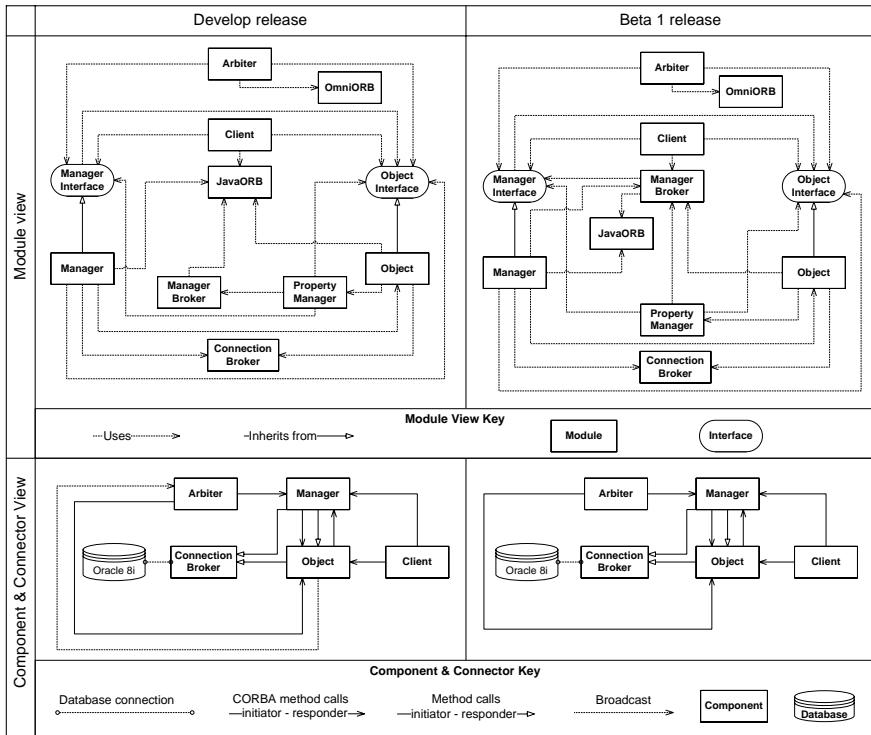 Develop release
Beta 1 release
Module view
Arbiter
OmniORB
Client
Manager
Interface
JavaORB
Object
Interface
Manager
Object
Manager
Broker
Property
Manager
Connection
Broker
Arbiter
OmniORB
Client
Manager
Interface
Manager
Broker
Object
Interface
JavaORB
Manager
Object
Property
Manager
Connection
Broker
Module View Key
Uses
Inherits from
Module
Interface
Component & Connector View
Arbiter
Manager
Oracle 8i
Connection
Broker
Object
Client
Arbiter
Manager
Oracle 8i
Connection
Broker
Object
Client
Component & Connector Key
Database connection
CORBA method calls
initiator - responder
Method calls
initiator - responder
Broadcast
Component
Database